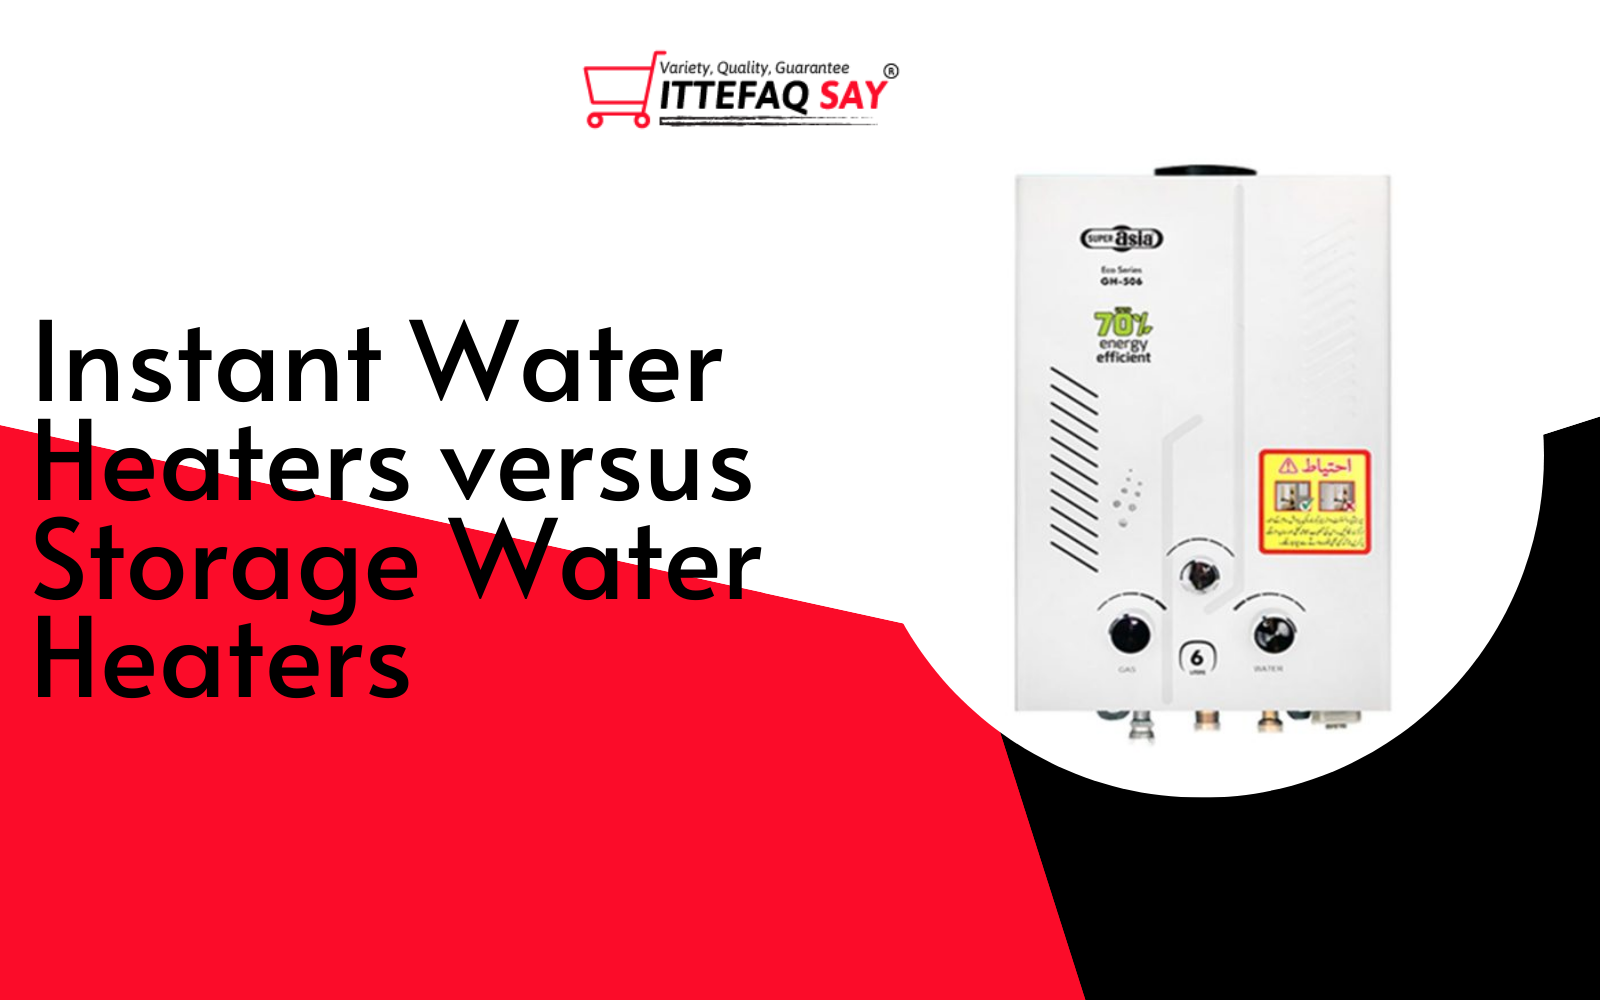 Variety, Quality, Guarantee
ITTEFAQ SAY ®
Instant Water
Heaters versus
Storage Water
Heaters
SUPER asia
Eco Series
GH-506
70%
energy
efficient
احتیاط
GAS
6
WATER